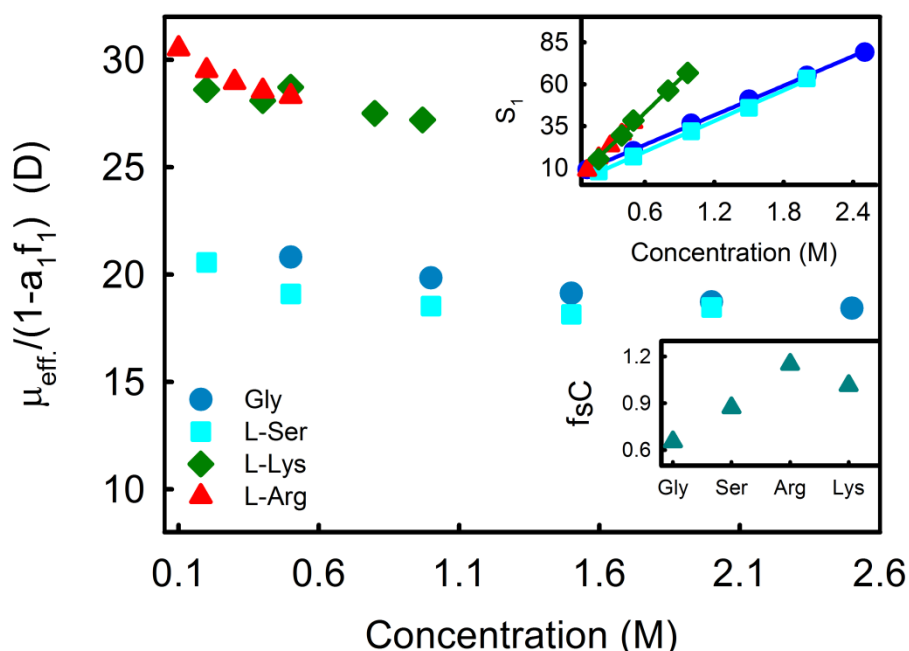 μeff./(1-a1f1) (D)
30
25
20
15
10
0.1 0.6 1.1 1.6 2.1 2.6
Concentration (M)
Gly
L-Ser
L-Lys
L-Arg
S1
85
60
35
10
0.6 1.2 1.8 2.4
Concentration (M)
fsC
1.2
0.9
0.6
Gly Ser Arg Lys